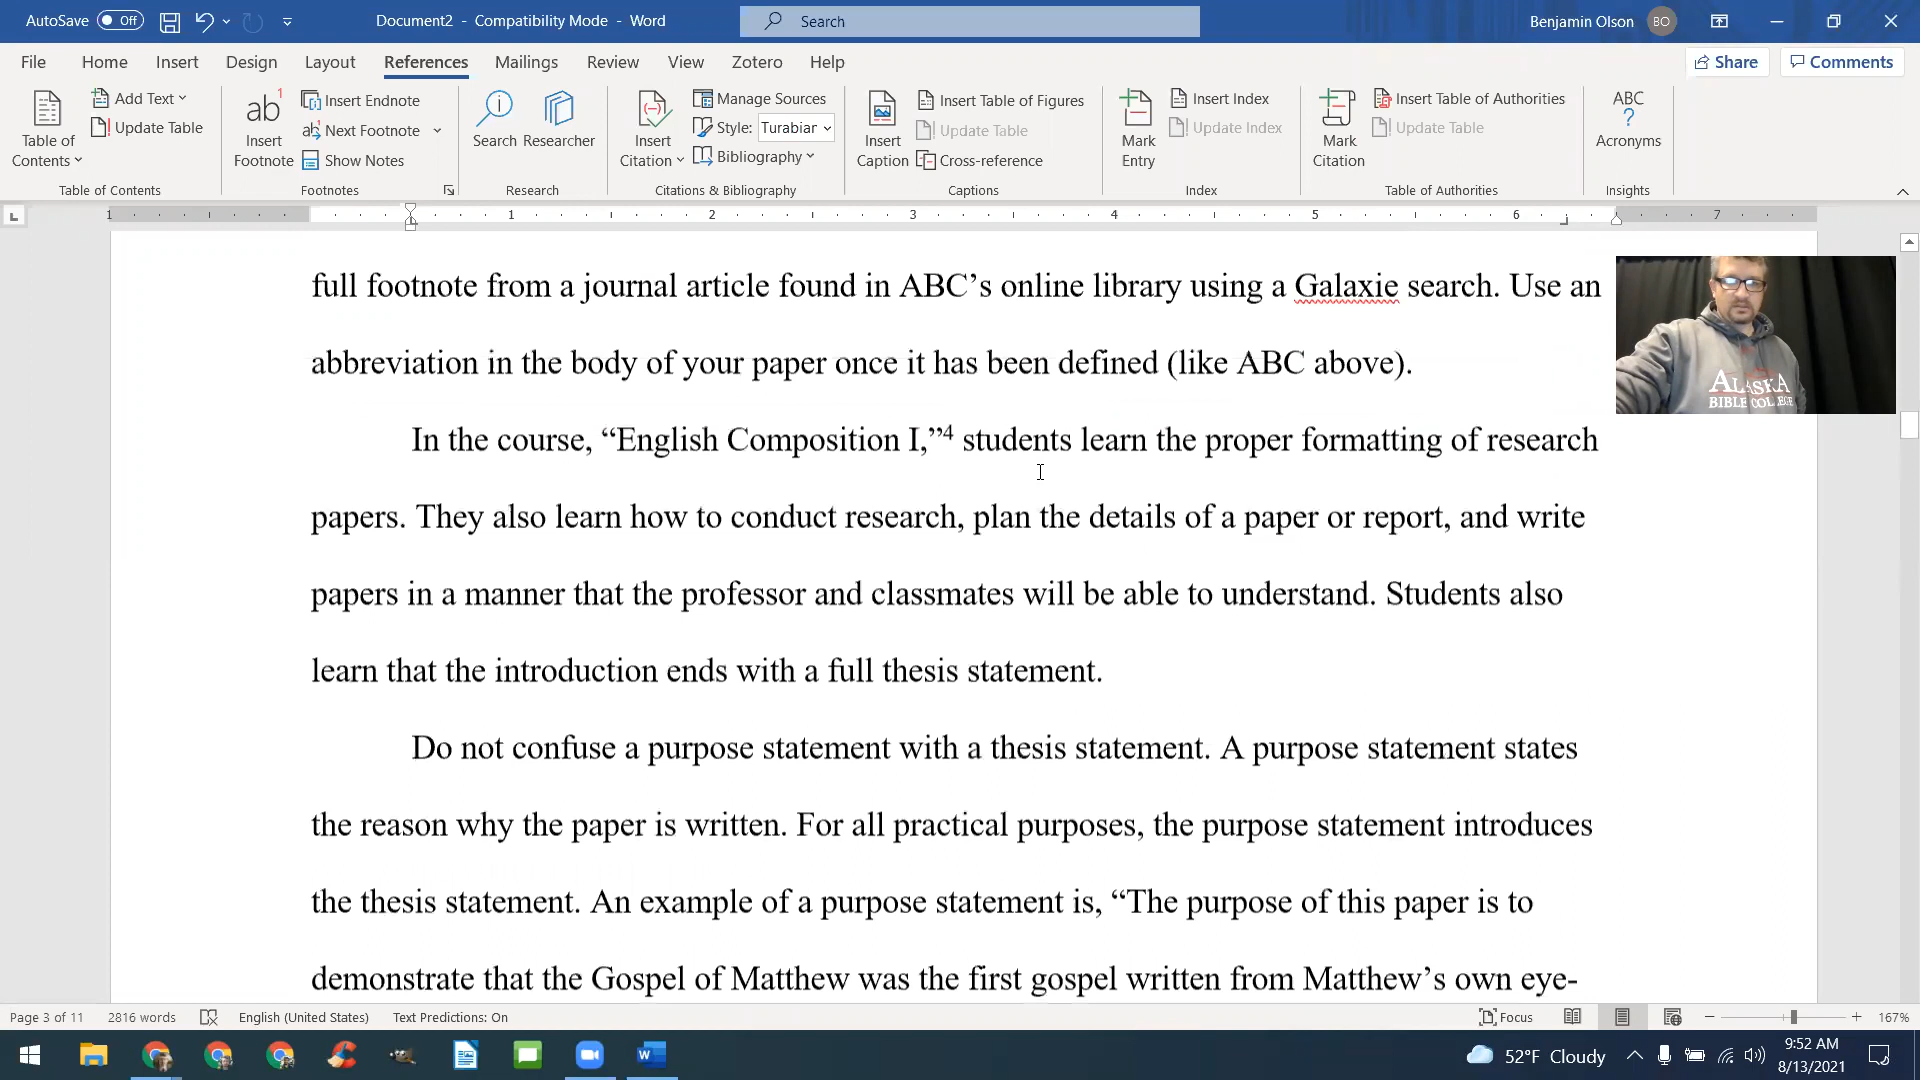 AutoSave Off Document2 - Compatibility Mode - Word Search Benjamin Olson BO
File Home Insert Design Layout References Mailings Review View Zotero Help Share Comments
Table of Contents
Add Text
Update Table
Table of Contents
ab1
Insert Footnote
Insert Endnote
Next Footnote
Show Notes
Footnotes
Search
Researcher
Research
Insert Citation
Manage Sources
Style: Turabiar
Bibliography
Citations & Bibliography
Insert Caption
Insert Table of Figures
Update Table
Cross-reference
Captions
Mark Entry
Insert Index
Update Index
Index
Mark Citation
Insert Table of Authorities
Update Table
Table of Authorities
ABC
?
Acronyms
Insights
1 1 2 3 4 5 6 7
full footnote from a journal article found in ABC’s online library using a Galaxie search. Use an
abbreviation in the body of your paper once it has been defined (like ABC above).
In the course, “English Composition I,”4 students learn the proper formatting of research
papers. They also learn how to conduct research, plan the details of a paper or report, and write
papers in a manner that the professor and classmates will be able to understand. Students also
learn that the introduction ends with a full thesis statement.
Do not confuse a purpose statement with a thesis statement. A purpose statement states
the reason why the paper is written. For all practical purposes, the purpose statement introduces
the thesis statement. An example of a purpose statement is, “The purpose of this paper is to
demonstrate that the Gospel of Matthew was the first gospel written from Matthew’s own eye-
ALASKA
BIBLE COLLEGE
Page 3 of 11 2816 words English (United States) Text Predictions: On Focus 167%
52°F Cloudy
9:52 AM
8/13/2021